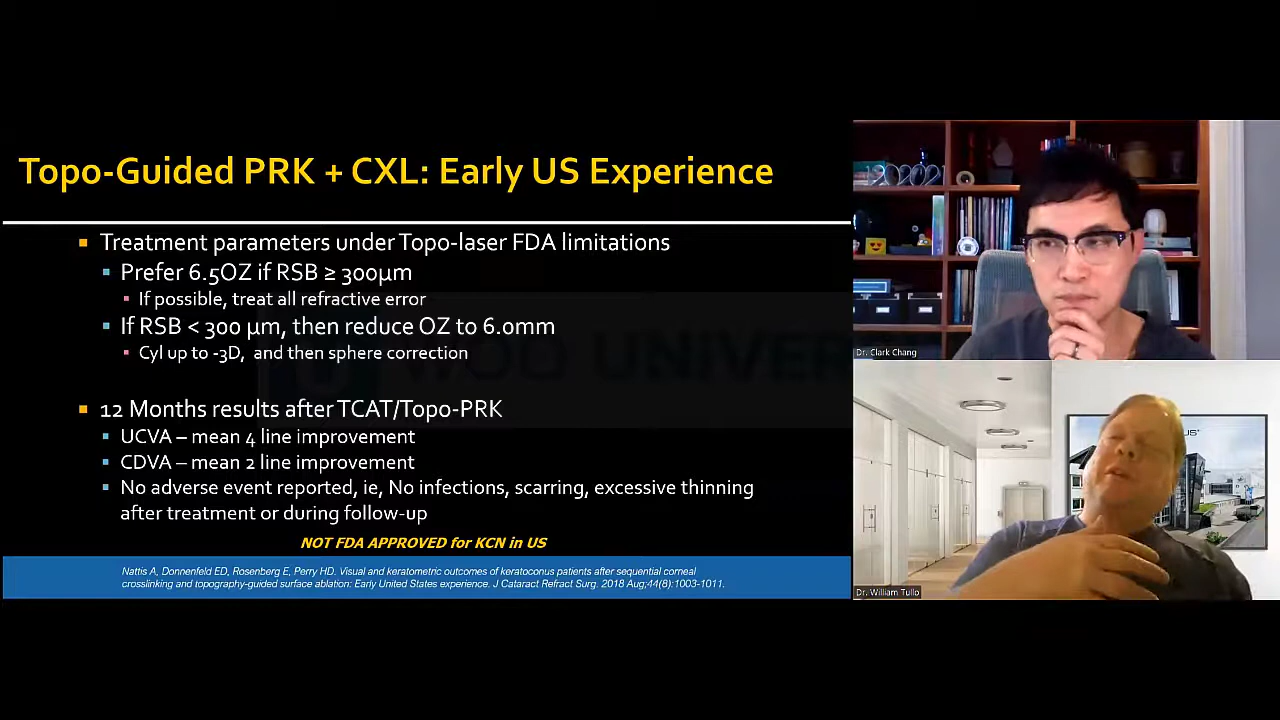 Topo-Guided PRK + CXL: Early US Experience
Treatment parameters under Topo-laser FDA limitations
Prefer 6.5OZ if RSB ≥ 300µm
If possible, treat all refractive error
If RSB < 300 µm, then reduce OZ to 6.0mm
Cyl up to -3D, and then sphere correction
12 Months results after TCAT/Topo-PRK
UCVA – mean 4 line improvement
CDVA – mean 2 line improvement
No adverse event reported, ie, No infections, scarring, excessive thinning
after treatment or during follow-up
NOT FDA APPROVED for KCN in US
Nattis A, Donnenfeld ED, Rosenberg E, Perry HD. Visual and keratometric outcomes of keratoconus patients after sequential corneal
crosslinking and topography-guided surface ablation: Early United States experience. J Cataract Refract Surg. 2018 Aug;44(8):1003-1011.
WOO UNIVER
Dr. Clark Chang
US
Dr. William Tullo